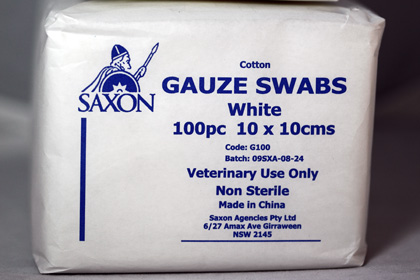 SAXON
Cotton
GAUZE SWABS
White
100pc 10 x 10cms
Code: G100
Batch: 09SXA-08-24
Veterinary Use Only
Non Sterile
Made in China
Saxon Agencies Pty Ltd
6/27 Amax Ave Girraween
NSW 2145